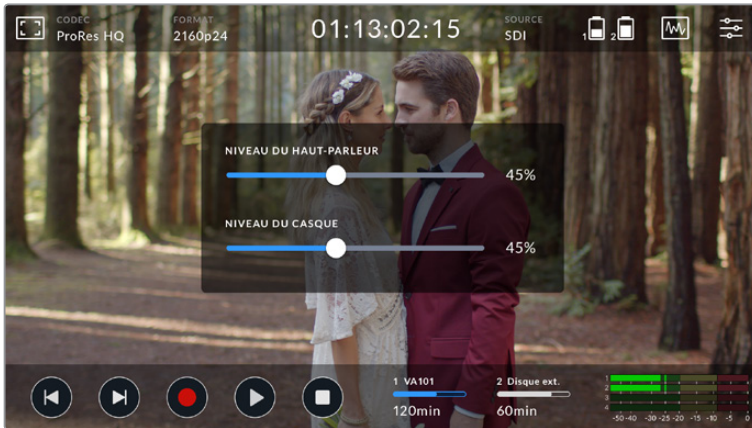 CODEC
ProRes HQ
FORMAT
2160p24
01:13:02:15
SOURCE
SDI
1
2
NIVEAU DU HAUT-PARLEUR
45%
NIVEAU DU CASQUE
45%
1 VA101
120min
2 Disque ext.
60min
1
2
3
4
-50 -40 -30 -25 -20 -15 -10 -5 0